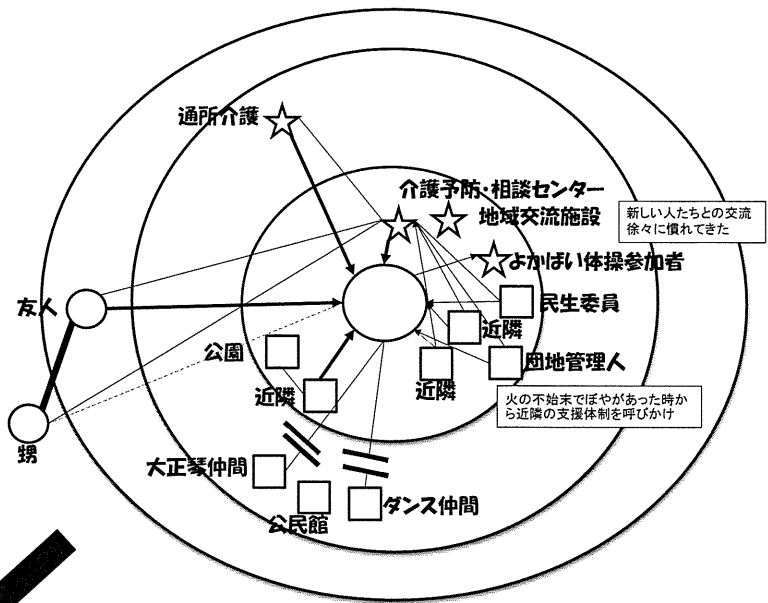 通所介護
介護予防・相談センター
地域交流施設
新しい人たちとの交流
徐々に慣れてきた
よかばい体操参加者
友人
民生委員
近隣
公園
団地管理人
近隣
近隣
火の不始末でぼやがあった時か
ら近隣の支援体制を呼びかけ
甥
大正琴仲間
ダンス仲間
公民館